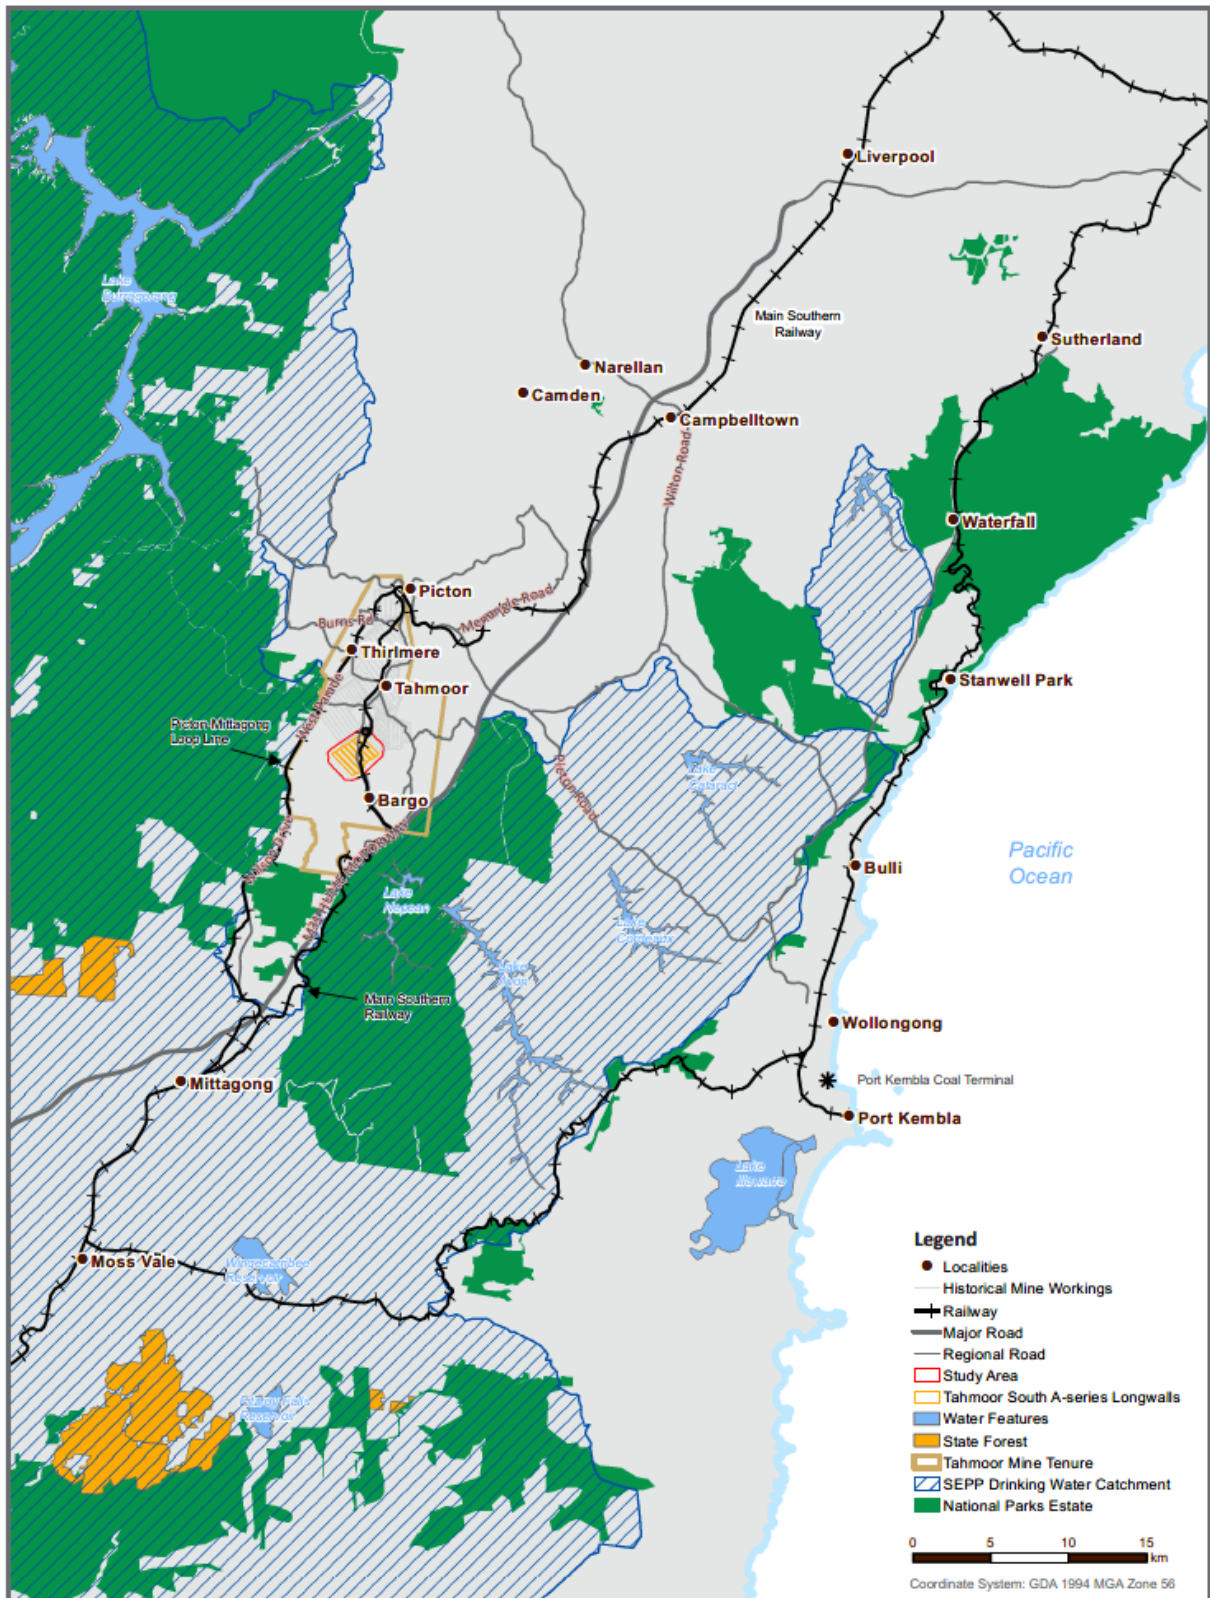 Liverpool
Lake
Burragorang
Main Southern
Railway
Sutherland
Narellan
Camden
Campbelltown
Wilton Road
Waterfall
Picton
Menangle Road
Burns Rd
Thirlmere
Stanwell Park
Tahmoor
West Parade
Picton Mittagong
Loop Line
Lake
Cataract
Picton Road
Bargo
Pacific
Ocean
Bulli
Lake
Nepean
Lake
Cordeaux
Lake
Avon
Main Southern
Railway
Wollongong
Mittagong
Port Kembla Coal Terminal
Port Kembla
Lake
Illawarra
Moss Vale
Wingecarribee
Reservoir
Fitzroy Falls
Reservoir
Legend
Localities
Historical Mine Workings
Railway
Major Road
Regional Road
Study Area
Tahmoor South A-series Longwalls
Water Features
State Forest
Tahmoor Mine Tenure
SEPP Drinking Water Catchment
National Parks Estate
0 5 10 15
km
Coordinate System: GDA 1994 MGA Zone 56